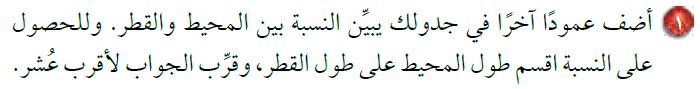 ١ أضف عمودًا آخرًا في جدولك يبيِّن النسبة بين المحيط والقطر. وللحصول
على النسبة اقسم طول المحيط على طول القطر، وقرِّب الجواب لأقرب عُشر.